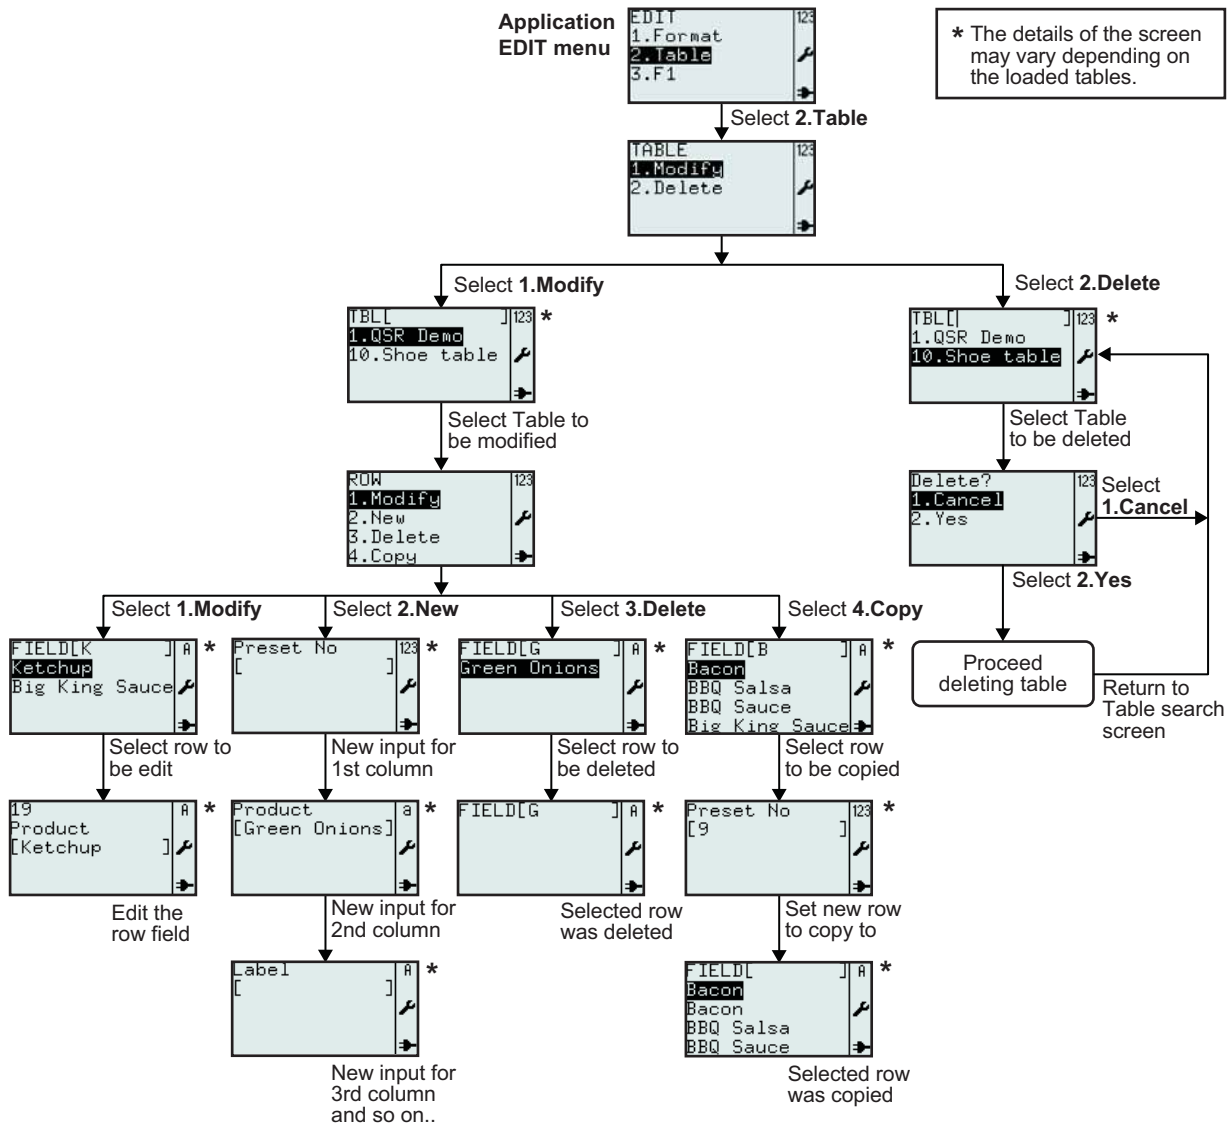 Application
EDIT menu
EDIT
123
1.Format
2.Table
3.F1
* The details of the screen
may vary depending on
the loaded tables.
Select 2.Table
TABLE
123
1.Modify
2.Delete
Select 1.Modify
Select 2.Delete
TBL[ ]
123
*
1.QSR Demo
10.Shoe table
TBL[ ]
123
*
1.QSR Demo
10.Shoe table
Select Table to
be modified
Select Table
to be deleted
ROW
123
1.Modify
2.New
3.Delete
4.Copy
Delete?
123
1.Cancel
2.Yes
Select
1.Cancel
Select 2.Yes
Proceed
deleting table
Return to
Table search
screen
Select 1.Modify
Select 2.New
Select 3.Delete
Select 4.Copy
FIELD[K ]
A
*
Ketchup
Big King Sauce
Preset No
123
*
[ ]
FIELD[G ]
A
*
Green Onions
FIELD[B ]
A
*
Bacon
BBQ Salsa
BBQ Sauce
Big King Sauce
Select row to
be edit
New input for
1st column
Select row to
be deleted
Select row
to be copied
19
A
*
Product
[Ketchup ]
Product
a
*
[Green Onions]
FIELD[G ]
A
*
Preset No
123
*
[9 ]
Edit the
row field
New input for
2nd column
Selected row
was deleted
Set new row
to copy to
Label
A
*
[ ]
FIELD[ ]
A
*
Bacon
Bacon
BBQ Salsa
BBQ Sauce
New input for
3rd column
and so on..
Selected row
was copied